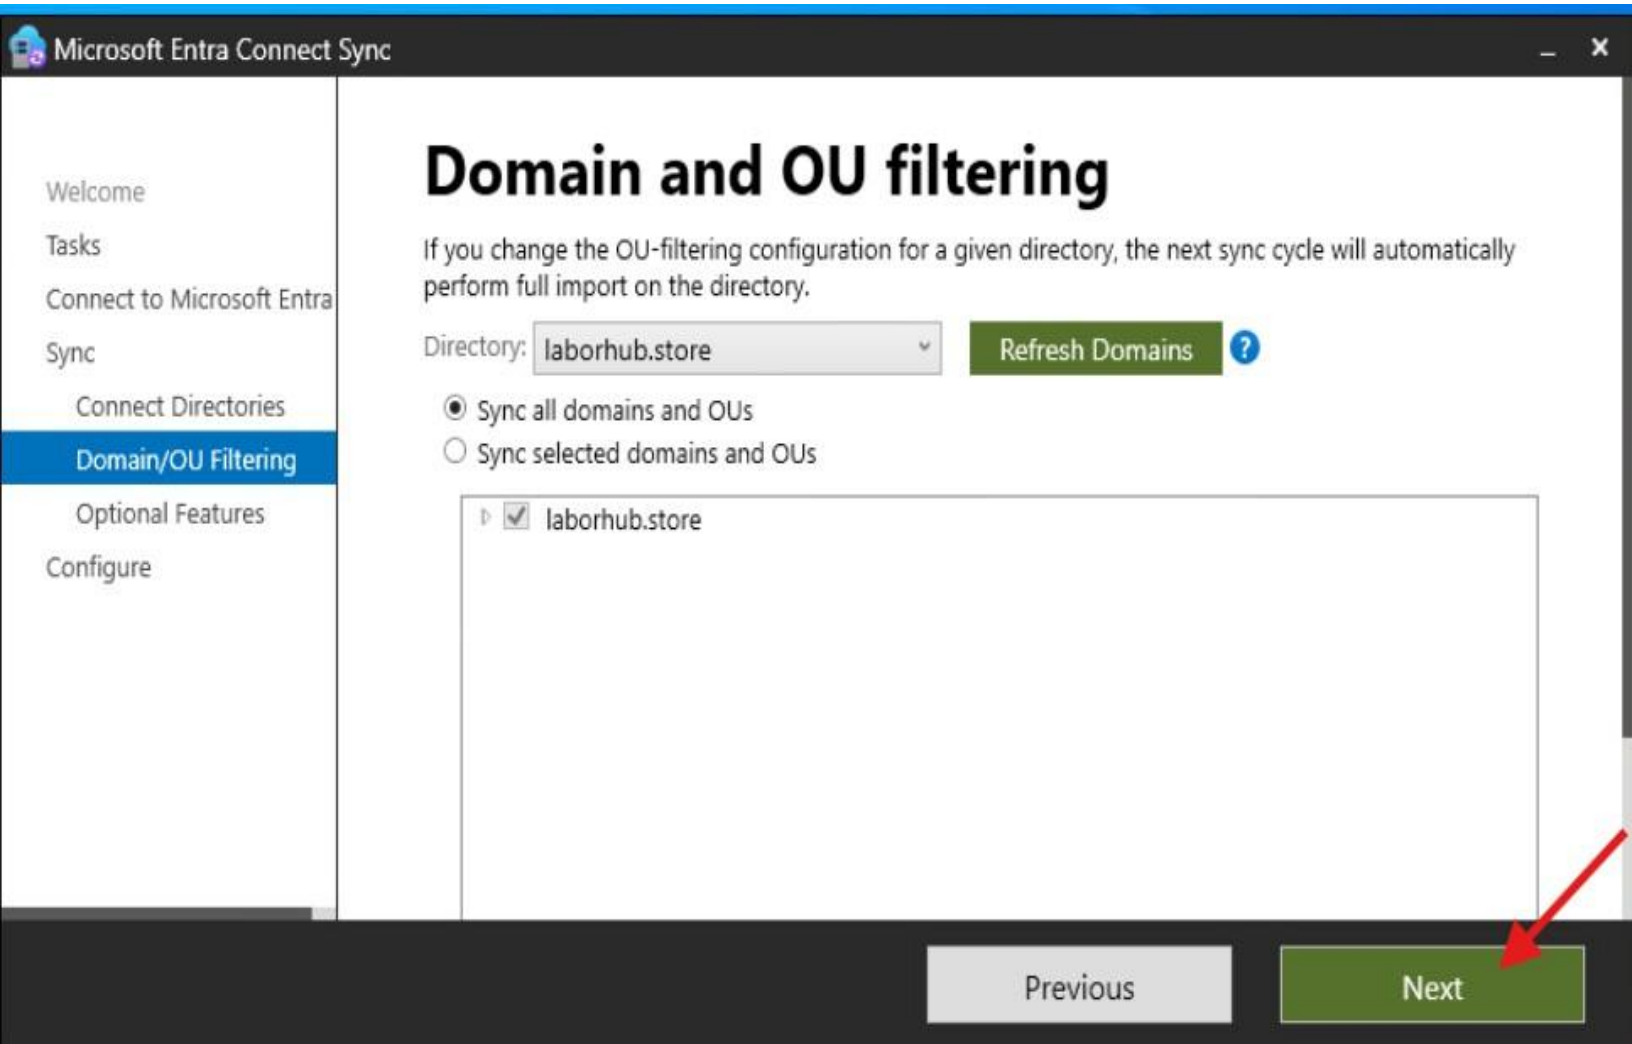 Microsoft Entra Connect Sync
Welcome
Tasks
Connect to Microsoft Entra
Sync
Connect Directories
Domain/OU Filtering
Optional Features
Configure
Domain and OU filtering
If you change the OU-filtering configuration for a given directory, the next sync cycle will automatically
perform full import on the directory.
Directory: laborhub.store Refresh Domains ?
Sync all domains and OUs
Sync selected domains and OUs
laborhub.store
Previous Next